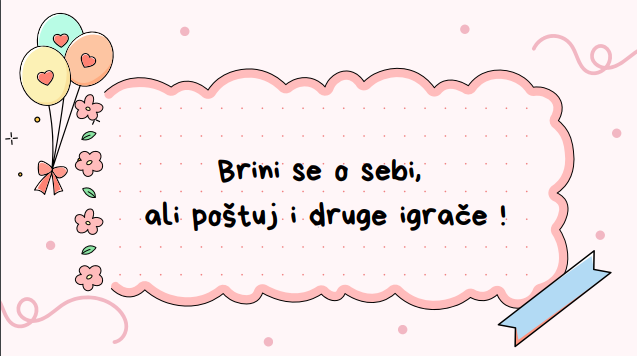 Brini se o sebi,
ali poštuj i druge igrače !